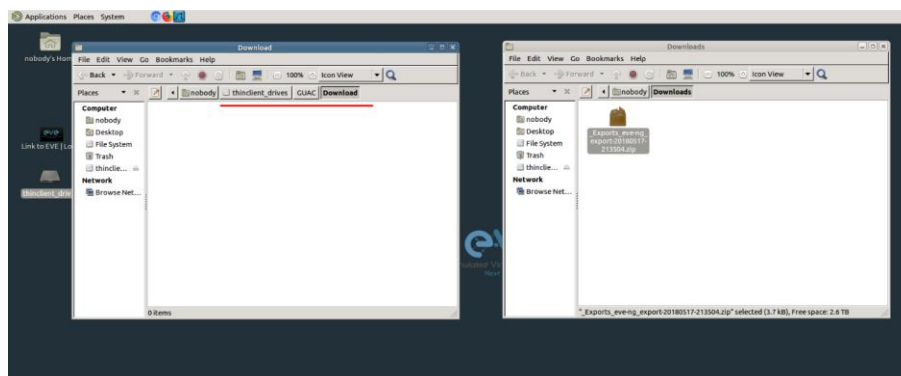 Applications Places System
nobody's Hom
Link to EVE | Lo
thinclient_driv
Download
File Edit View Go Bookmarks Help
Back Forward 100% Icon View
Places nobody thinclient_drives GUAC Download
Computer
nobody
Desktop
File System
Trash
thinclie...
Network
Browse Net...
0 items
Downloads
File Edit View Go Bookmarks Help
Back Forward 100% Icon View
Places nobody Downloads
Computer
nobody
Desktop
File System
Trash
thinclie...
Network
Browse Net...
_Exports_eve-ng_
export-20180517-
213504.zip
"_Exports_eve-ng_export-20180517-213504.zip" selected (3.7 kB), Free space: 2.6 TB
eve
Next